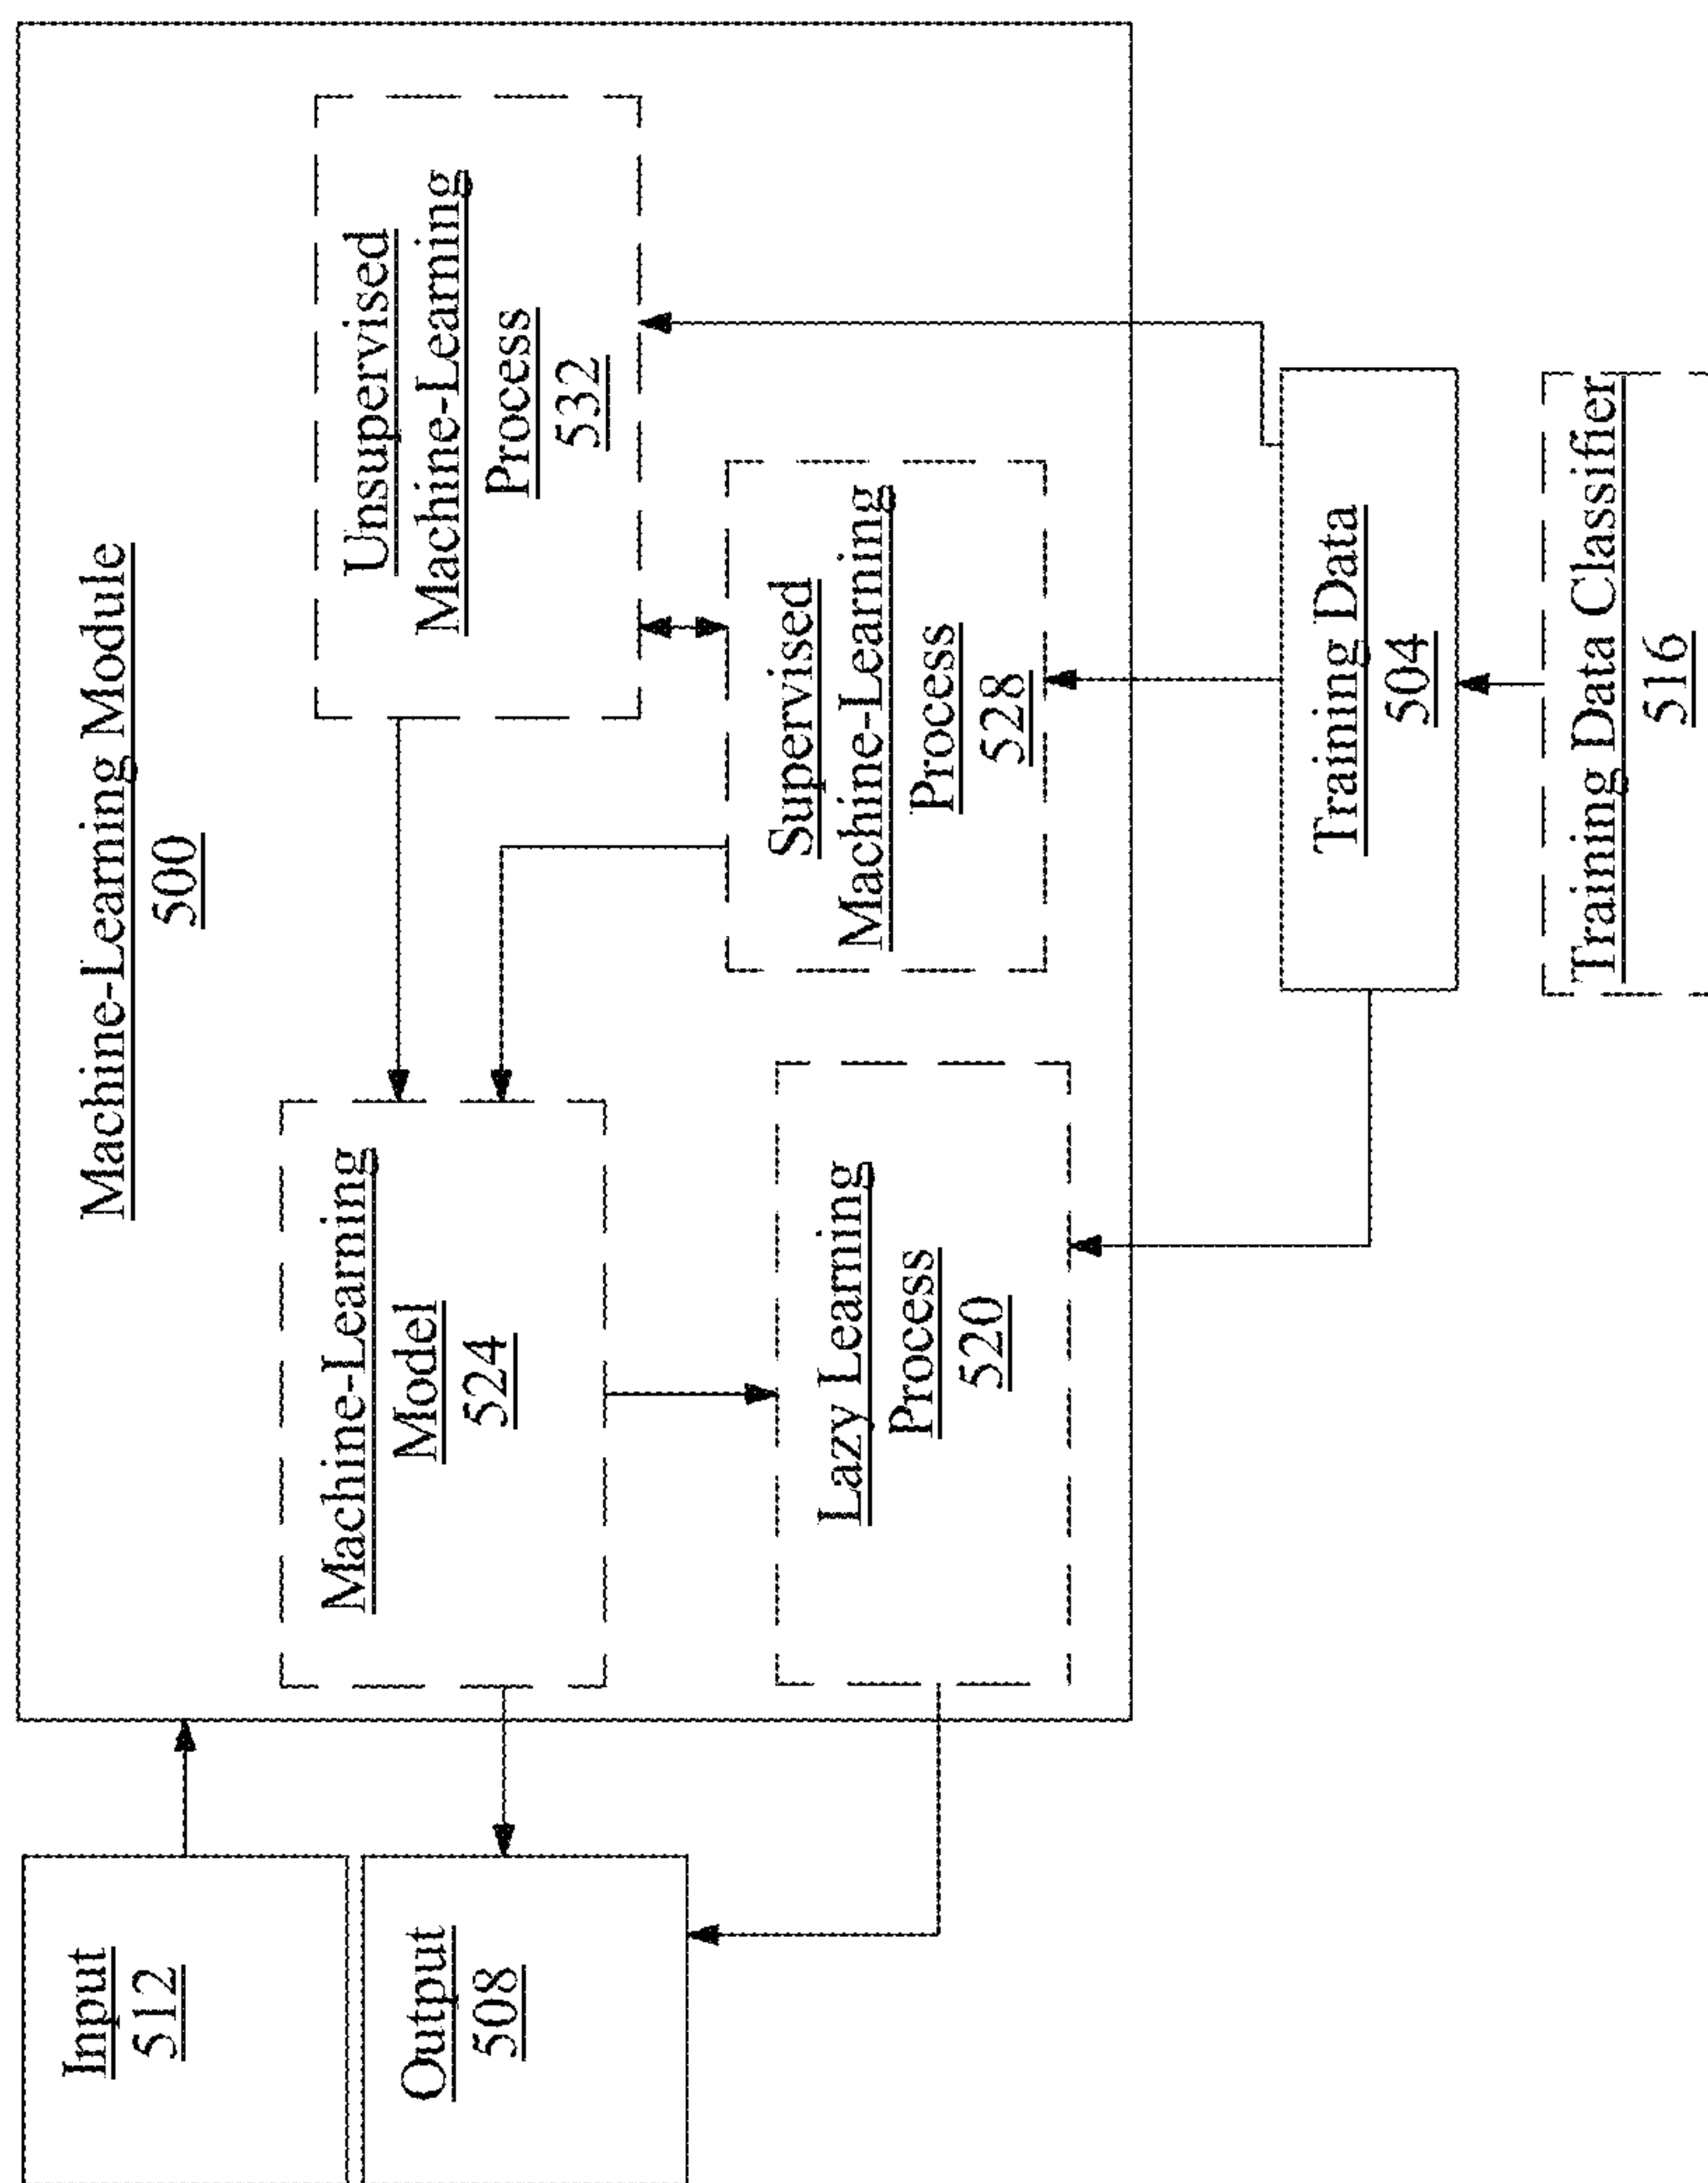 Machine-Learning Module
500
Input
512
Output
508
Machine-Learning
Model
524
Unsupervised
Machine-Learning
Process
532
Lazy Learning
Process
520
Supervised
Machine-Learning
Process
528
Training Data
504
Training Data Classifier
516